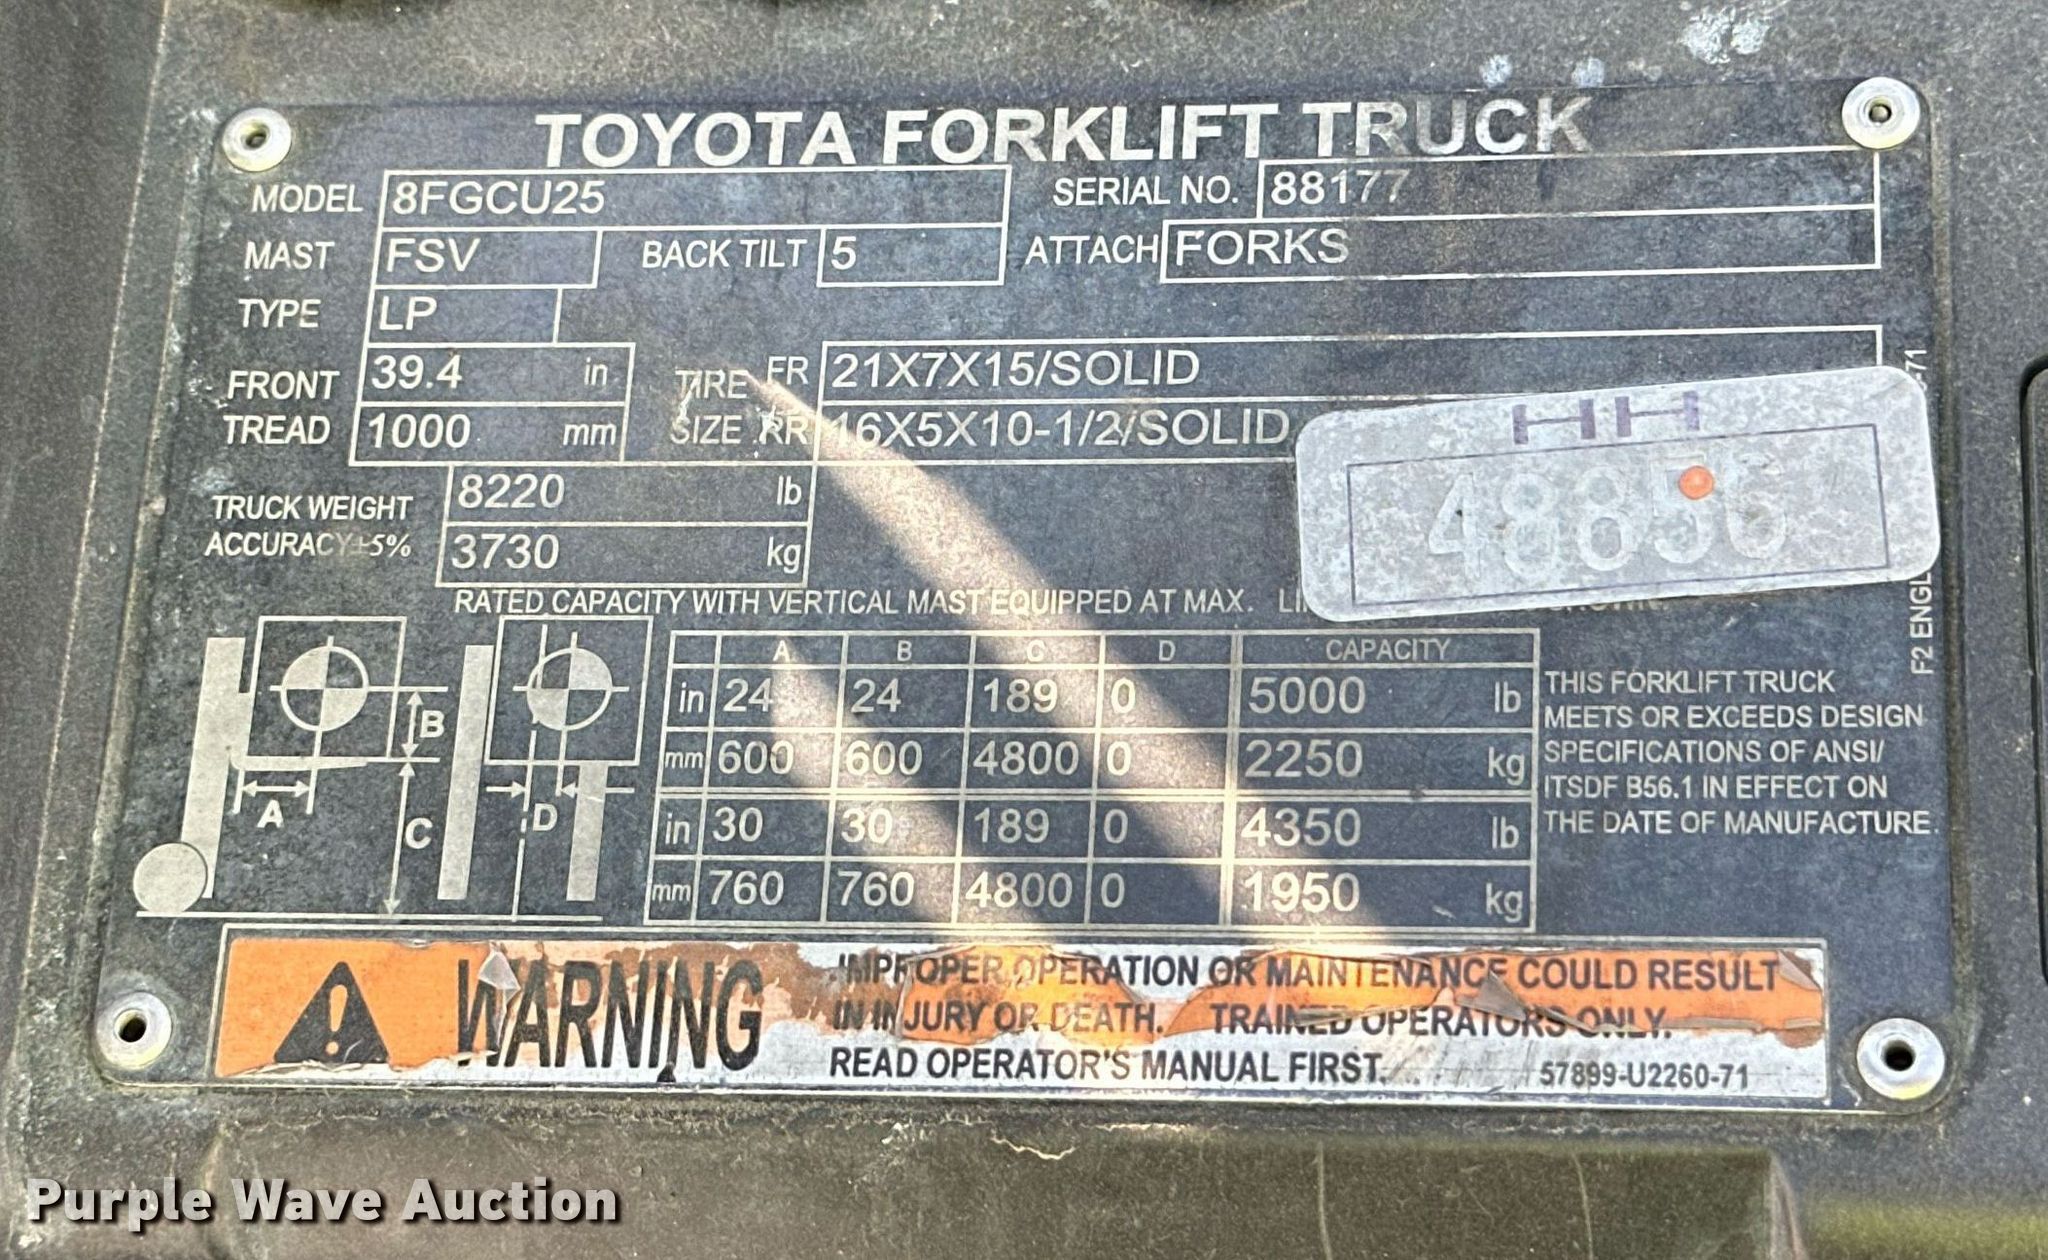 TOYOTA FORKLIFT TRUCK
MODEL 8FGCU25 SERIAL NO. 88177
MAST FSV BACK TILT 5 ATTACH FORKS
TYPE LP
FRONT TREAD 39.4 in TIRE SIZE FR 21X7X15/SOLID
1000 mm RR 16X5X10-1/2/SOLID
HH
48856
TRUCK WEIGHT 8220 lb
ACCURACY ±5% 3730 kg
RATED CAPACITY WITH VERTICAL MAST EQUIPPED AT MAX.
A B C D CAPACITY
in 24 24 189 0 5000 lb
mm 600 600 4800 0 2250 kg
in 30 30 189 0 4350 lb
mm 760 760 4800 0 1950 kg
B
A
C
D
THIS FORKLIFT TRUCK
MEETS OR EXCEEDS DESIGN
SPECIFICATIONS OF ANSI/
ITSDF B56.1 IN EFFECT ON
THE DATE OF MANUFACTURE.
F2
WARNING
IMPROPER OPERATION OR MAINTENANCE COULD RESULT
IN INJURY OR DEATH. TRAINED OPERATORS ONLY.
READ OPERATOR'S MANUAL FIRST.
57899-U2260-71
Purple Wave Auction